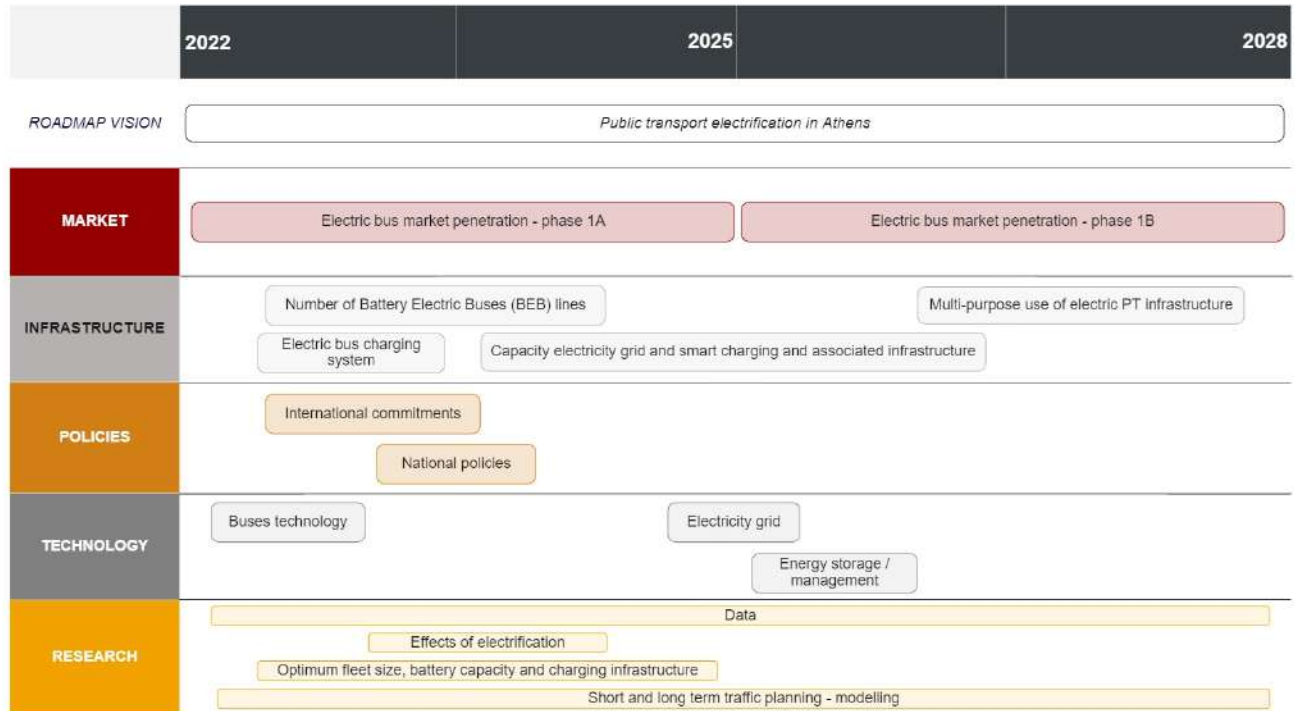 2022 2025 2028
ROADMAP VISION
Public transport electrification in Athens
MARKET
Electric bus market penetration - phase 1A
Electric bus market penetration - phase 1B
INFRASTRUCTURE
Number of Battery Electric Buses (BEB) lines
Multi-purpose use of electric PT infrastructure
Electric bus charging
system
Capacity electricity grid and smart charging and associated infrastructure
POLICIES
International commitments
National policies
TECHNOLOGY
Buses technology
Electricity grid
Energy storage /
management
RESEARCH
Data
Effects of electrification
Optimum fleet size, battery capacity and charging infrastructure
Short and long term traffic planning - modelling